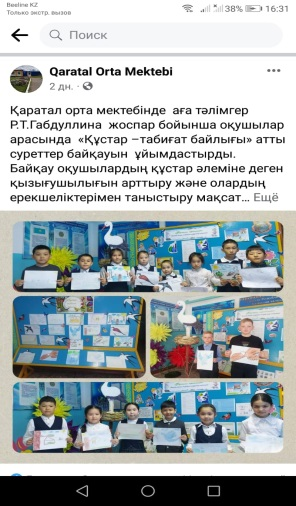 Beeline KZ
Только экстр. вызов
38% 16:31
Поиск
Qaratal Orta Mektebi
2 дн. ·
Қаратал орта мектебінде аға тәлімгер
Р.Т.Габдуллина жоспар бойынша оқушылар
арасында «Құстар –табиғат байлығы» атты
суреттер байқауын ұйымдастырды.
Байқау оқушылардың құстар әлеміне деген
қызығушылығын арттыру және олардың
ерекшеліктерімен таныстыру мақсат... Ещё